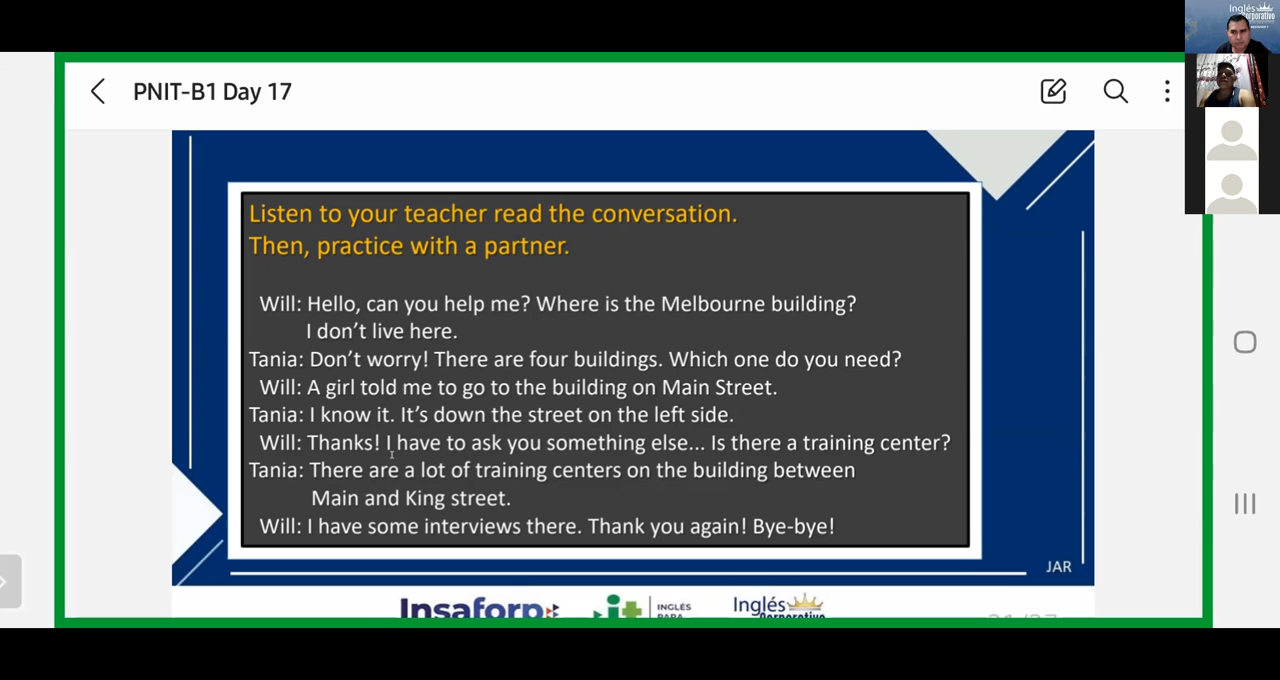 Inglés
Corporativo
PNIT-B1 Day 17
Listen to your teacher read the conversation.
Then, practice with a partner.
Will: Hello, can you help me? Where is the Melbourne building?
I don't live here.
Tania: Don't worry! There are four buildings. Which one do you need?
Will: A girl told me to go to the building on Main Street.
Tania: I know it. It's down the street on the left side.
Will: Thanks! I have to ask you something else... Is there a training center?
Tania: There are a lot of training centers on the building between
Main and King street.
Will: I have some interviews there. Thank you again! Bye-bye!
JAR
Insaforp
it+ INGLÉS
Inglés
Corporativo